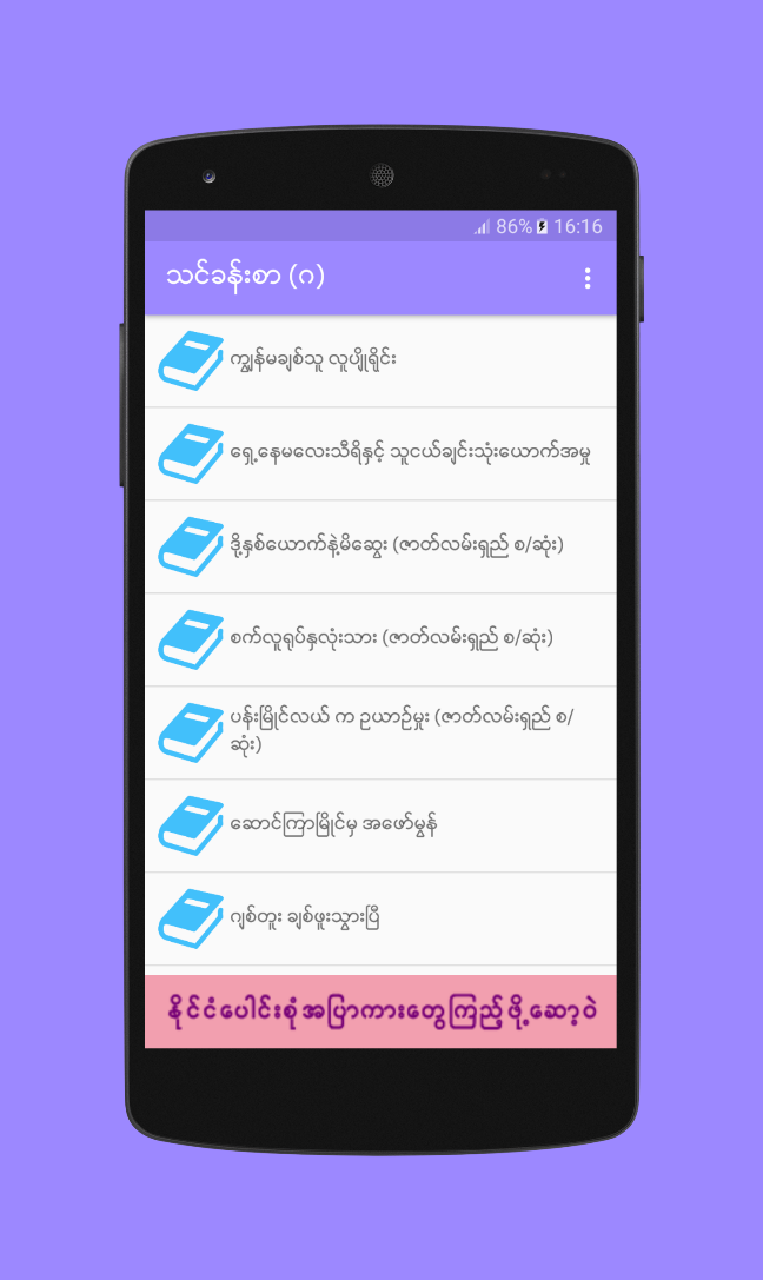 86% 16:16
သင်ခန်းစာ (ဂ)
ကျွန်မချစ်သူ လူပျိုရိုင်း
ရှေ့နေမလေးသီရိနှင့် သူငယ်ချင်းသုံးယောက်အမှု
ဒို့နှစ်ယောက်နဲ့မိဆွေး (ဇာတ်လမ်းရှည် စ/ဆုံး)
စက်လူရုပ်နှလုံးသား (ဇာတ်လမ်းရှည် စ/ဆုံး)
ပန်းမြိုင်လယ် က ဥယာဉ်မှူး (ဇာတ်လမ်းရှည် စ/
ဆုံး)
ဆောင်ကြာမြိုင်မှ အဖော်မွန်
ဂျစ်တူး ချစ်ဖူးသွားပြီ
နိုင်ငံပေါင်းစုံအပြာကားတွေကြည့်ဖို့ဆော့ဝဲ